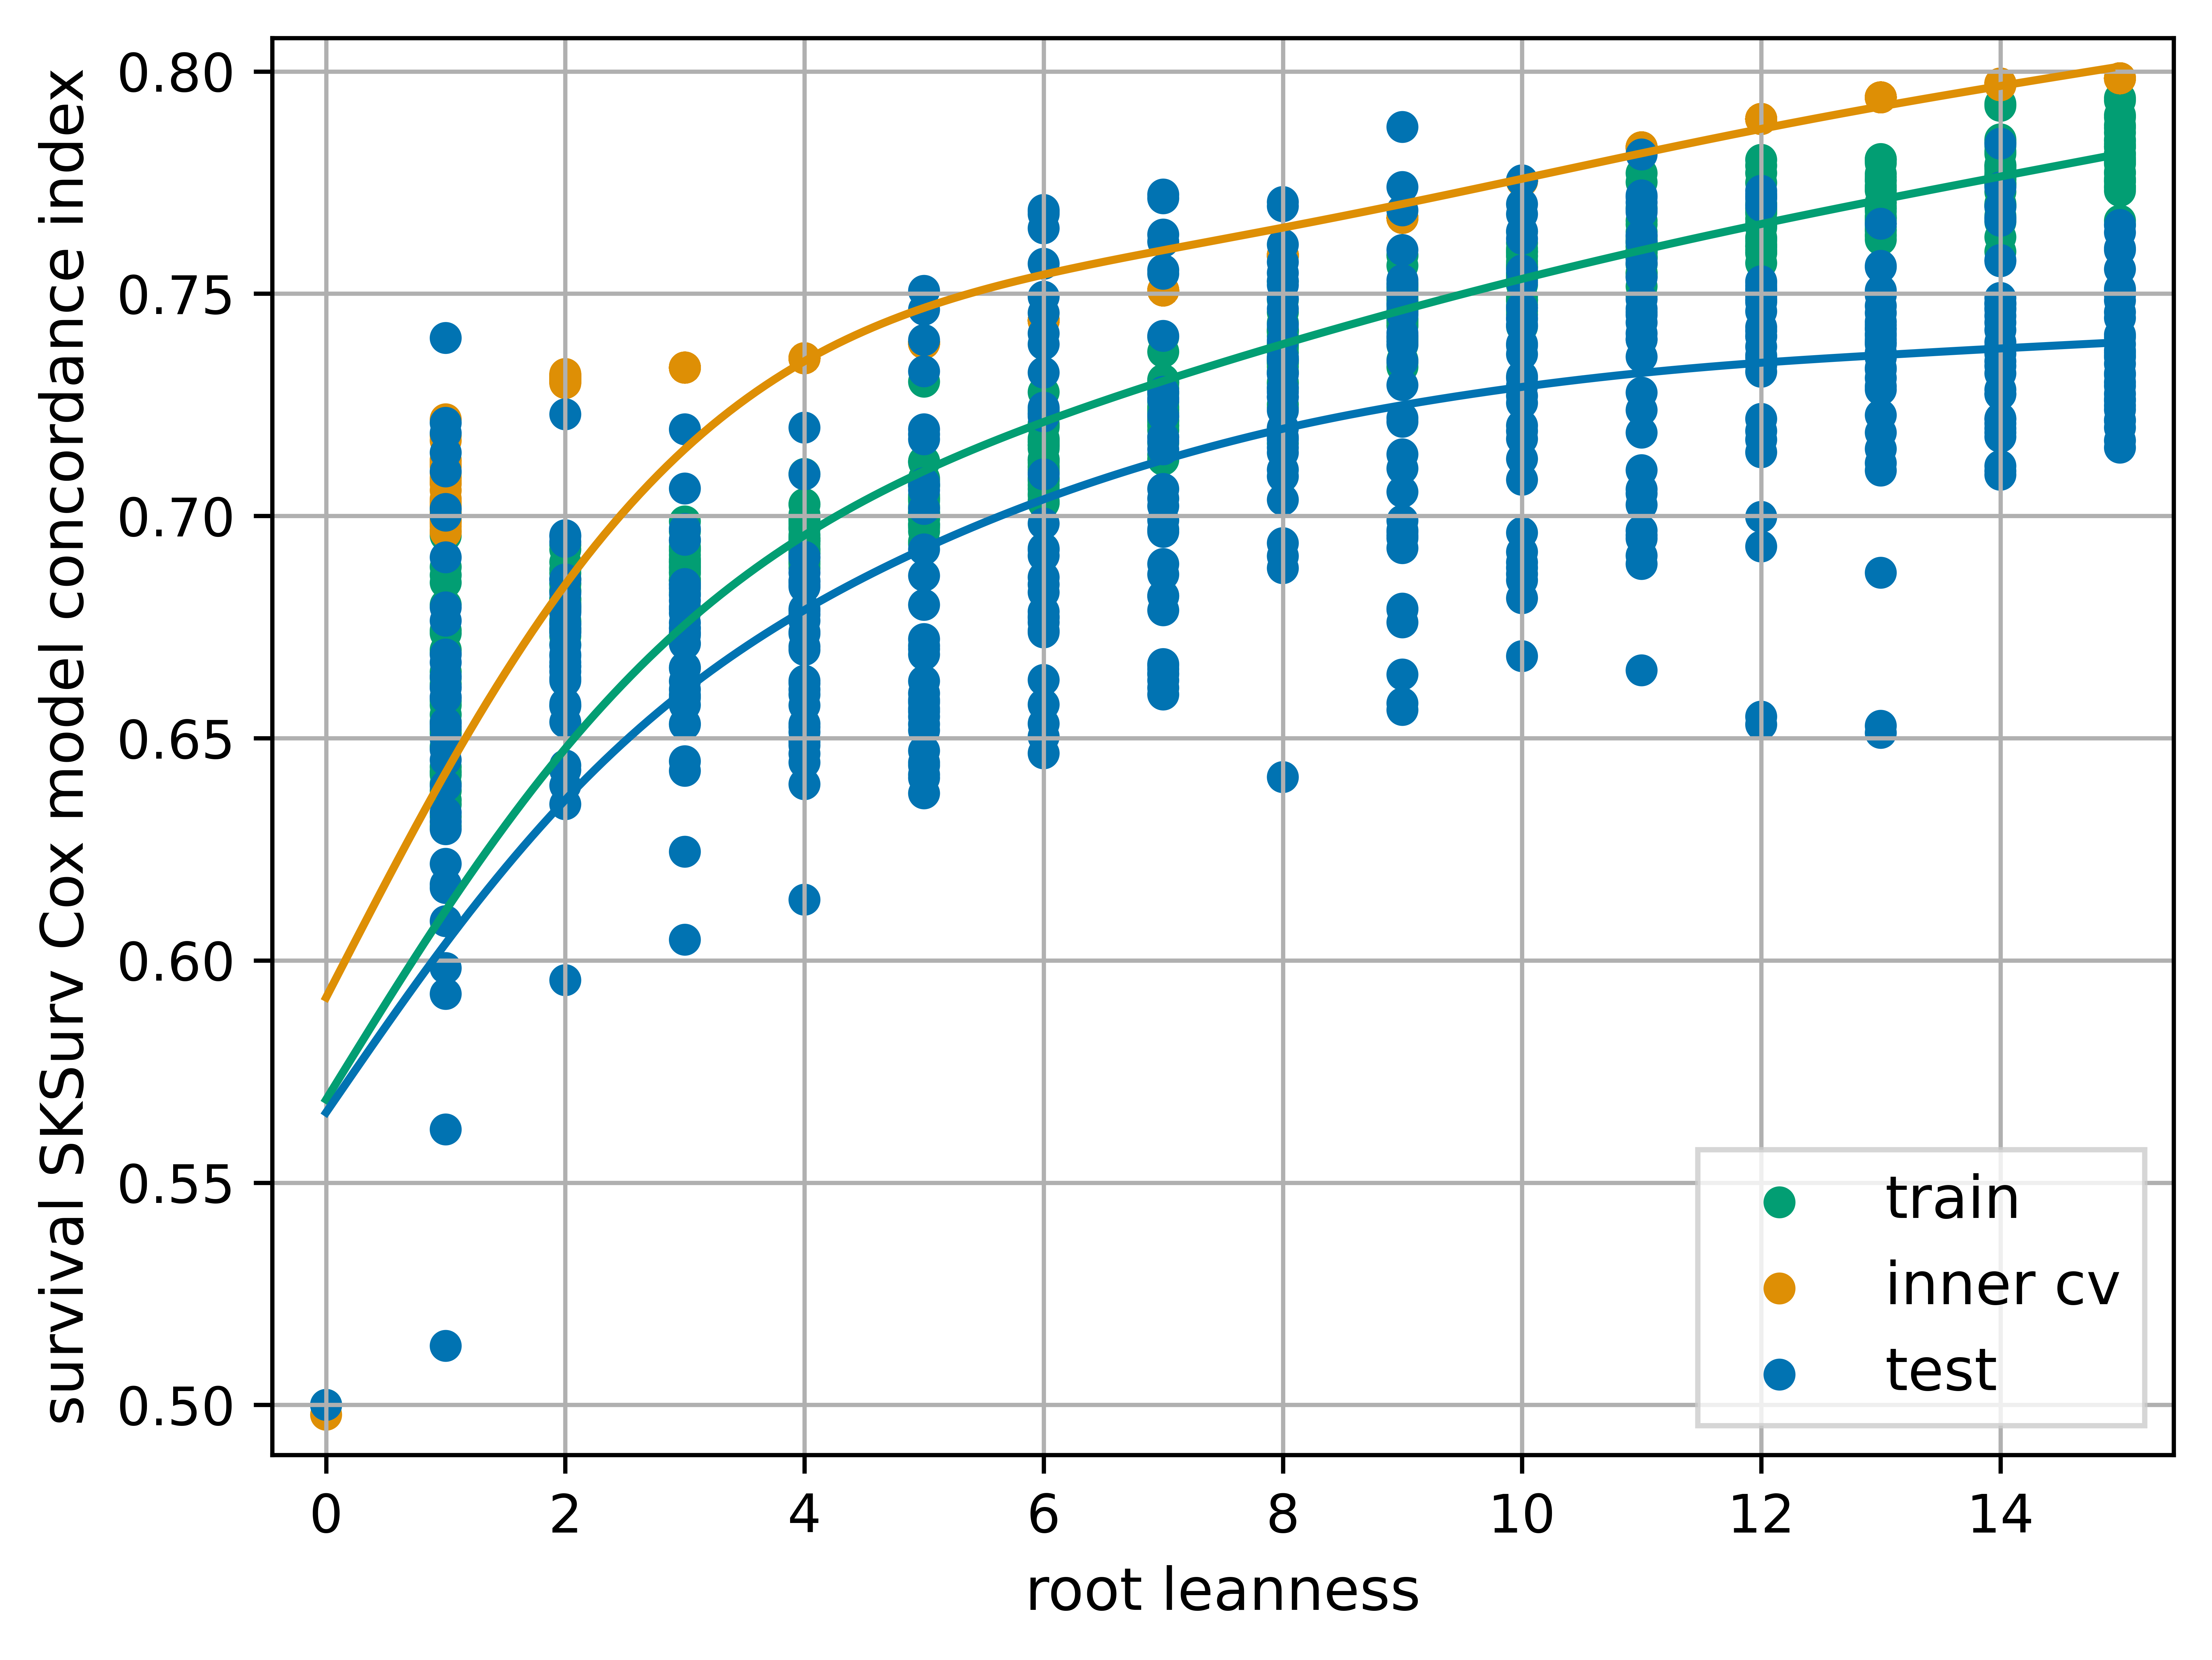 survival SKSurv Cox model concordance index
0.80
0.75
0.70
0.65
0.60
0.55
0.50
0 2 4 6 8 10 12 14
root leanness
train
inner cv
test